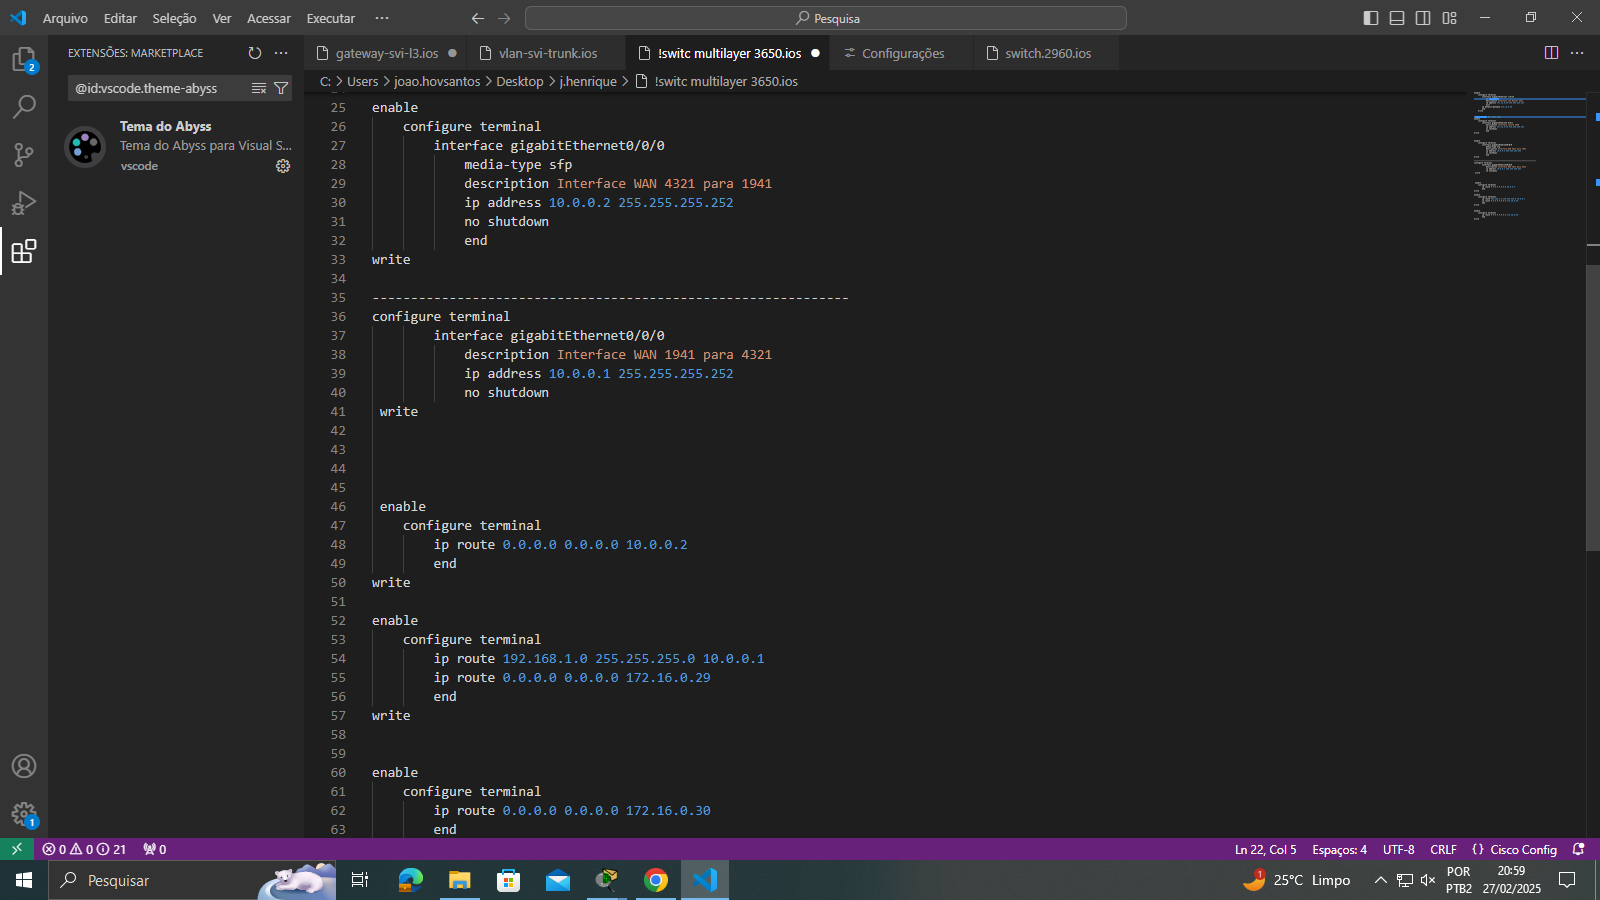 Arquivo Editar Seleção Ver Acessar Executar ··· Pesquisa
EXTENSÕES: MARKETPLACE
@id:vscode.theme-abyss
Tema do Abyss
Tema do Abyss para Visual S...
vscode
2
1
gateway-svi-l3.ios vlan-svi-trunk.ios !switc multilayer 3650.ios Configurações switch.2960.ios
C: > Users > joao.hovsantos > Desktop > j.henrique > !switc multilayer 3650.ios
25 enable
26 configure terminal
27 interface gigabitEthernet0/0/0
28 media-type sfp
29 description Interface WAN 4321 para 1941
30 ip address 10.0.0.2 255.255.255.252
31 no shutdown
32 end
33 write
34
35 --------------------------------------------------------------
36 configure terminal
37 interface gigabitEthernet0/0/0
38 description Interface WAN 1941 para 4321
39 ip address 10.0.0.1 255.255.255.252
40 no shutdown
41 write
42
43
44
45
46 enable
47 configure terminal
48 ip route 0.0.0.0 0.0.0.0 10.0.0.2
49 end
50 write
51
52 enable
53 configure terminal
54 ip route 192.168.1.0 255.255.255.0 10.0.0.1
55 ip route 0.0.0.0 0.0.0.0 172.16.0.29
56 end
57 write
58
59
60 enable
61 configure terminal
62 ip route 0.0.0.0 0.0.0.0 172.16.0.30
63 end
0 0 21 0 Ln 22, Col 5 Espaços: 4 UTF-8 CRLF {} Cisco Config
Pesquisar 1 25°C Limpo POR PTB2 20:59 27/02/2025